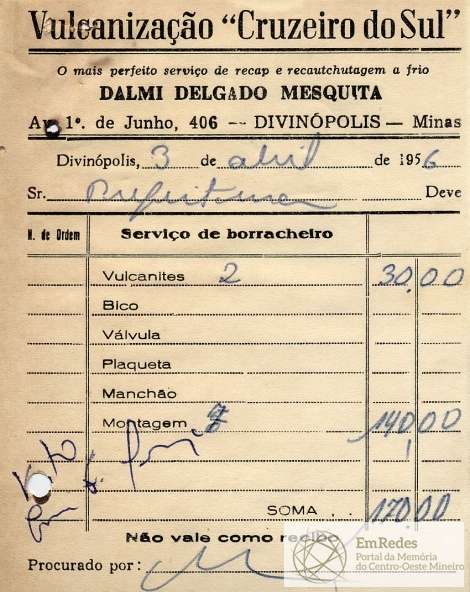 Vulcanização "Cruzeiro do Sul"
O mais perfeito serviço de recap e recautchutagem a frio
DALMI DELGADO MESQUITA
Av. 1º. de Junho, 406 — DIVINÓPOLIS — Minas
Divinópolis, 3 de abril de 1956
Sr. Prefeitura Deve
N. de Ordem Serviço de borracheiro
Vulcanites 2 30,00
Bico
Válvula
Plaqueta
Manchão
Montagem 7 140,00
SOMA . . . 170,00
Não vale como recibo
Procurado por:
EmRedes
Portal da Memória
do Centro-Oeste Mineiro